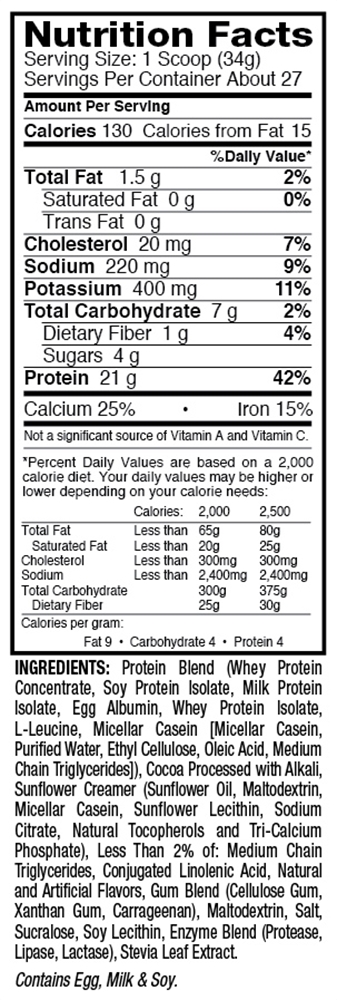 Nutrition Facts
Serving Size: 1 Scoop (34g)
Servings Per Container About 27
Amount Per Serving
Calories 130 Calories from Fat 15
%Daily Value*
Total Fat 1.5 g 2%
Saturated Fat 0 g 0%
Trans Fat 0 g
Cholesterol 20 mg 7%
Sodium 220 mg 9%
Potassium 400 mg 11%
Total Carbohydrate 7 g 2%
Dietary Fiber 1 g 4%
Sugars 4 g
Protein 21 g 42%
Calcium 25% • Iron 15%
Not a significant source of Vitamin A and Vitamin C.
*Percent Daily Values are based on a 2,000
calorie diet. Your daily values may be higher or
lower depending on your calorie needs:
Calories: 2,000 2,500
Total Fat Less than 65g 80g
Saturated Fat Less than 20g 25g
Cholesterol Less than 300mg 300mg
Sodium Less than 2,400mg 2,400mg
Total Carbohydrate 300g 375g
Dietary Fiber 25g 30g
Calories per gram:
Fat 9 • Carbohydrate 4 • Protein 4
INGREDIENTS: Protein Blend (Whey Protein
Concentrate, Soy Protein Isolate, Milk Protein
Isolate, Egg Albumin, Whey Protein Isolate,
L-Leucine, Micellar Casein [Micellar Casein,
Purified Water, Ethyl Cellulose, Oleic Acid, Medium
Chain Triglycerides]), Cocoa Processed with Alkali,
Sunflower Creamer (Sunflower Oil, Maltodextrin,
Micellar Casein, Sunflower Lecithin, Sodium
Citrate, Natural Tocopherols and Tri-Calcium
Phosphate), Less Than 2% of: Medium Chain
Triglycerides, Conjugated Linolenic Acid, Natural
and Artificial Flavors, Gum Blend (Cellulose Gum,
Xanthan Gum, Carrageenan), Maltodextrin, Salt,
Sucralose, Soy Lecithin, Enzyme Blend (Protease,
Lipase, Lactase), Stevia Leaf Extract.
Contains Egg, Milk & Soy.